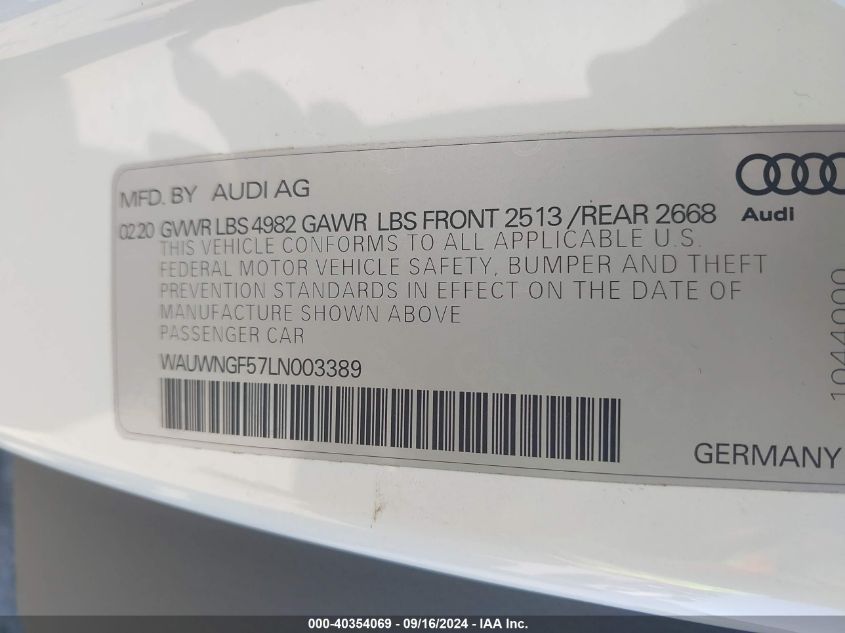 MFD. BY AUDI AG
Audi
02 20 GVWR LBS 4982 GAWR LBS FRONT 2513 /REAR 2668
THIS VEHICLE CONFORMS TO ALL APPLICABLE U.S.
FEDERAL MOTOR VEHICLE SAFETY, BUMPER AND THEFT
PREVENTION STANDARDS IN EFFECT ON THE DATE OF
MANUFACTURE SHOWN ABOVE
PASSENGER CAR
WAUWNGF57LN003389
1044000
GERMANY
000-40354069 - 09/16/2024 - IAA Inc.